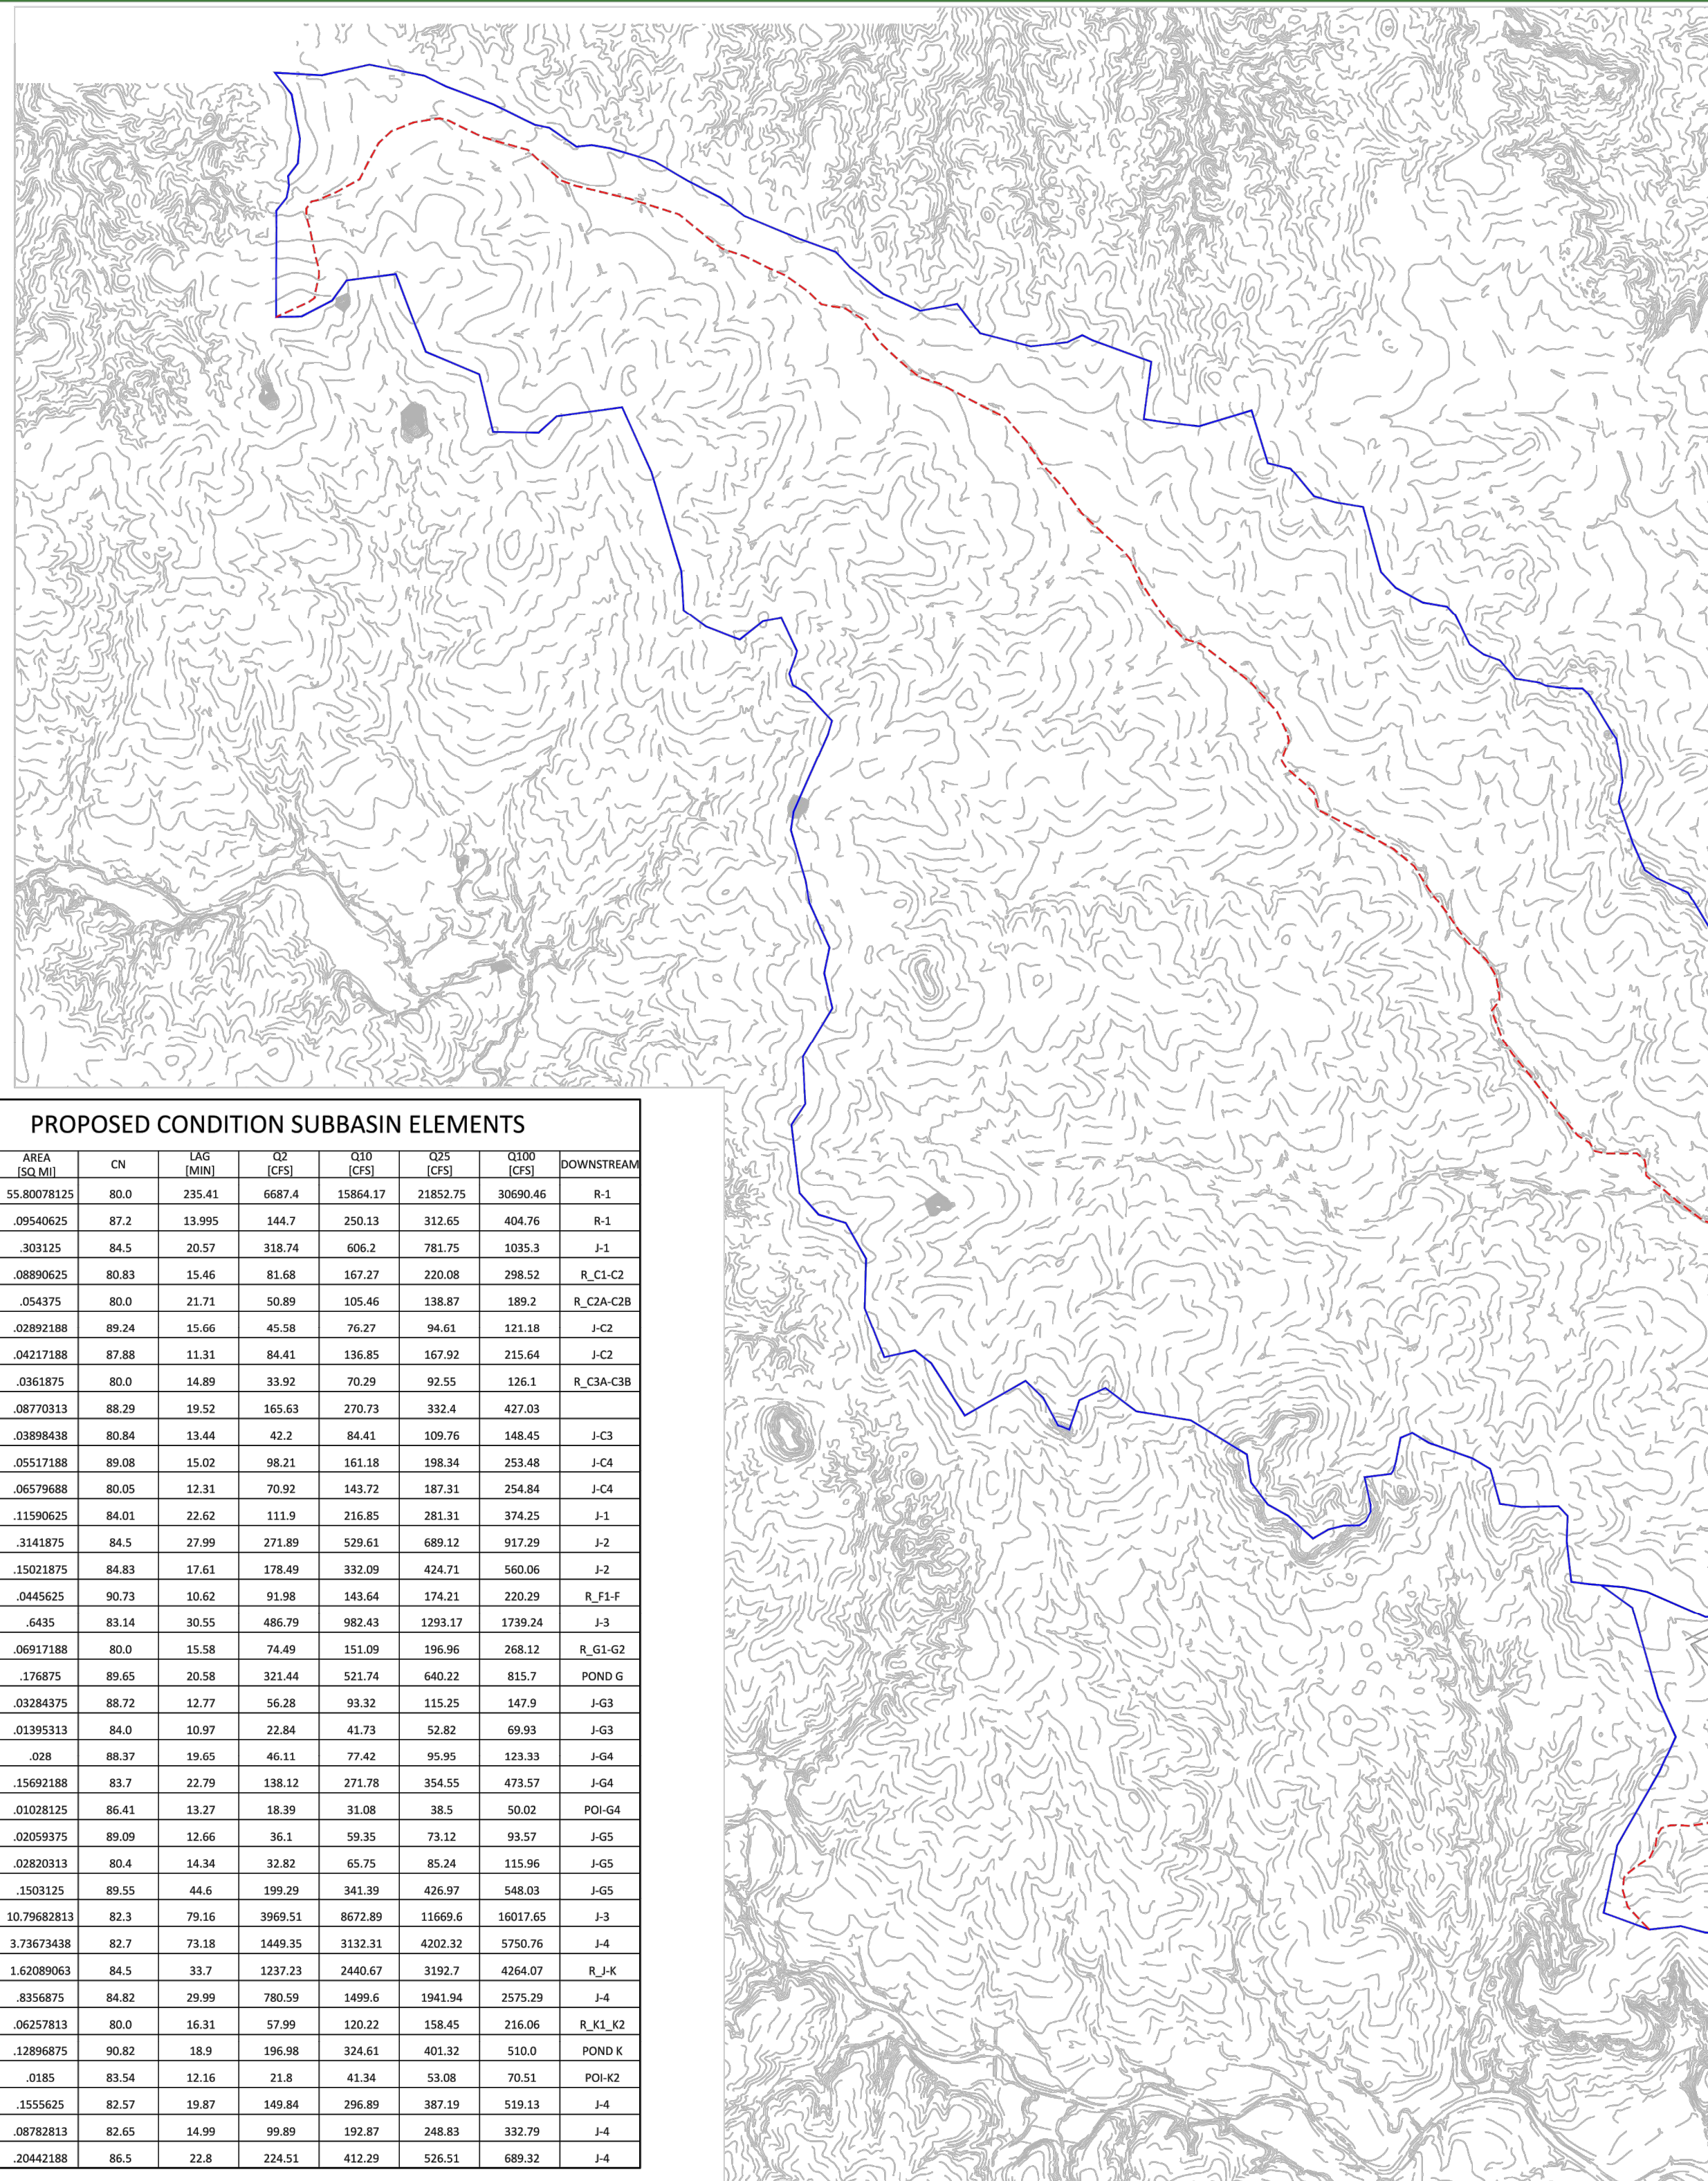 PROPOSED CONDITION SUBBASIN ELEMENTS
AREA [SQ MI] CN LAG [MIN] Q2 [CFS] Q10 [CFS] Q25 [CFS] Q100 [CFS] DOWNSTREAM
55.80078125 80.0 235.41 6687.4 15864.17 21852.75 30690.46 R-1
.09540625 87.2 13.995 144.7 250.13 312.65 404.76 R-1
.303125 84.5 20.57 318.74 606.2 781.75 1035.3 J-1
.08890625 80.83 15.46 81.68 167.27 220.08 298.52 R_C1-C2
.054375 80.0 21.71 50.89 105.46 138.87 189.2 R_C2A-C2B
.02892188 89.24 15.66 45.58 76.27 94.61 121.18 J-C2
.04217188 87.88 11.31 84.41 136.85 167.92 215.64 J-C2
.0361875 80.0 14.89 33.92 70.29 92.55 126.1 R_C3A-C3B
.08770313 88.29 19.52 165.63 270.73 332.4 427.03
.03898438 80.84 13.44 42.2 84.41 109.76 148.45 J-C3
.05517188 89.08 15.02 98.21 161.18 198.34 253.48 J-C4
.06579688 80.05 12.31 70.92 143.72 187.31 254.84 J-C4
.11590625 84.01 22.62 111.9 216.85 281.31 374.25 J-1
.3141875 84.5 27.99 271.89 529.61 689.12 917.29 J-2
.15021875 84.83 17.61 178.49 332.09 424.71 560.06 J-2
.0445625 90.73 10.62 91.98 143.64 174.21 220.29 R_F1-F
.6435 83.14 30.55 486.79 982.43 1293.17 1739.24 J-3
.06917188 80.0 15.58 74.49 151.09 196.96 268.12 R_G1-G2
.176875 89.65 20.58 321.44 521.74 640.22 815.7 POND G
.03284375 88.72 12.77 56.28 93.32 115.25 147.9 J-G3
.01395313 84.0 10.97 22.84 41.73 52.82 69.93 J-G3
.028 88.37 19.65 46.11 77.42 95.95 123.33 J-G4
.15692188 83.7 22.79 138.12 271.78 354.55 473.57 J-G4
.01028125 86.41 13.27 18.39 31.08 38.5 50.02 POI-G4
.02059375 89.09 12.66 36.1 59.35 73.12 93.57 J-G5
.02820313 80.4 14.34 32.82 65.75 85.24 115.96 J-G5
.1503125 89.55 44.6 199.29 341.39 426.97 548.03 J-G5
10.79682813 82.3 79.16 3969.51 8672.89 11669.6 16017.65 J-3
3.73673438 82.7 73.18 1449.35 3132.31 4202.32 5750.76 J-4
1.62089063 84.5 33.7 1237.23 2440.67 3192.7 4264.07 R_J-K
.8356875 84.82 29.99 780.59 1499.6 1941.94 2575.29 J-4
.06257813 80.0 16.31 57.99 120.22 158.45 216.06 R_K1_K2
.12896875 90.82 18.9 196.98 324.61 401.32 510.0 POND K
.0185 83.54 12.16 21.8 41.34 53.08 70.51 POI-K2
.1555625 82.57 19.87 149.84 296.89 387.19 519.13 J-4
.08782813 82.65 14.99 99.89 192.87 248.83 332.79 J-4
.20442188 86.5 22.8 224.51 412.29 526.51 689.32 J-4